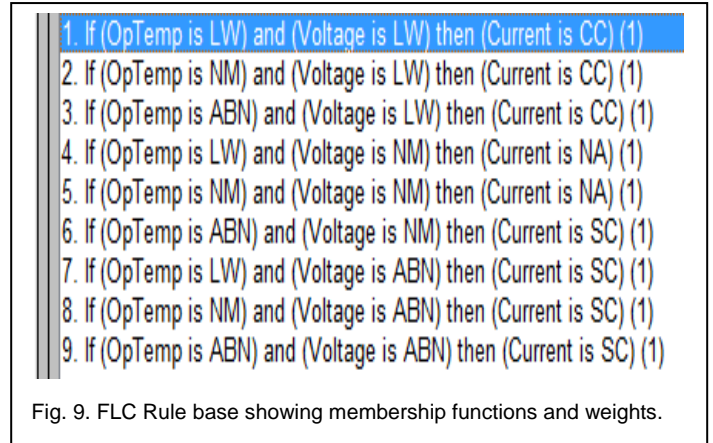 1. If (OpTemp is LW) and (Voltage is LW) then (Current is CC) (1)
2. If (OpTemp is NM) and (Voltage is LW) then (Current is CC) (1)
3. If (OpTemp is ABN) and (Voltage is LW) then (Current is CC) (1)
4. If (OpTemp is LW) and (Voltage is NM) then (Current is NA) (1)
5. If (OpTemp is NM) and (Voltage is NM) then (Current is NA) (1)
6. If (OpTemp is ABN) and (Voltage is NM) then (Current is SC) (1)
7. If (OpTemp is LW) and (Voltage is ABN) then (Current is SC) (1)
8. If (OpTemp is NM) and (Voltage is ABN) then (Current is SC) (1)
9. If (OpTemp is ABN) and (Voltage is ABN) then (Current is SC) (1)
Fig. 9. FLC Rule base showing membership functions and weights.